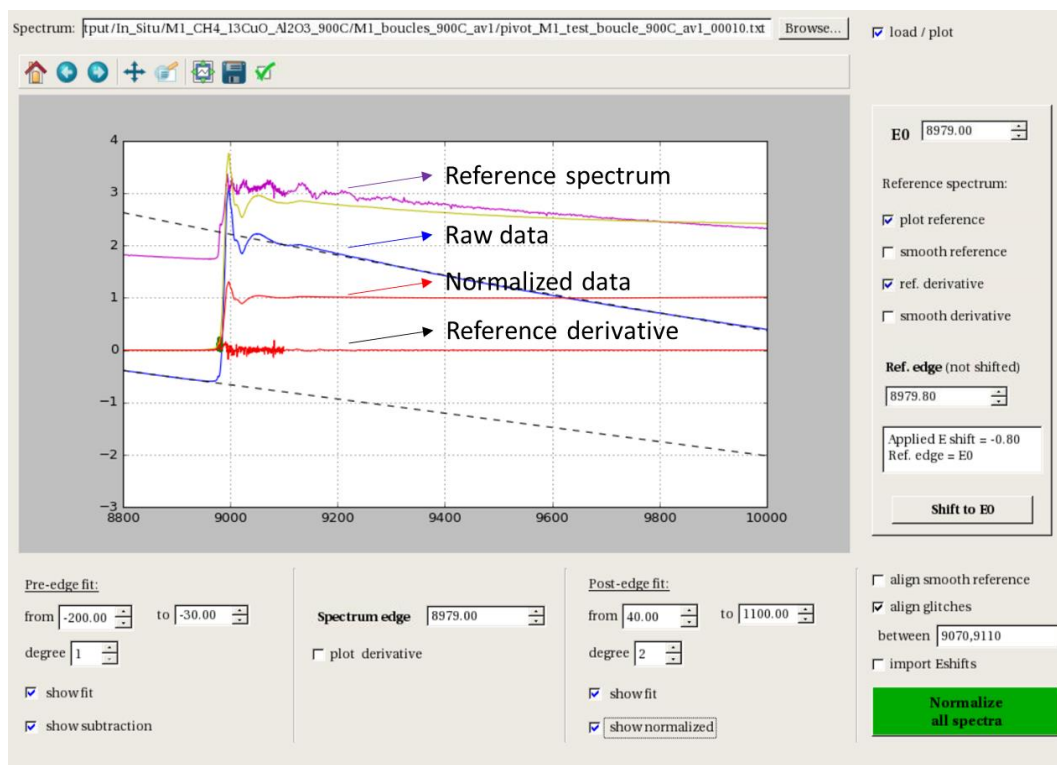 Spectrum: tput/In_Situ/M1_CH4_13CuO_Al2O3_900C/M1_boucles_900C_av1/pivot_M1_test_boucle_900C_av1_00010.txt Browse...
load / plot
E0 8979.00
Reference spectrum:
plot reference
smooth reference
ref. derivative
smooth derivative
Ref. edge (not shifted)
8979.80
Applied E shift = -0.80
Ref. edge = E0
Shift to E0
4
3
2
1
0
−1
−2
−3
Reference spectrum
Raw data
Normalized data
Reference derivative
8800 9000 9200 9400 9600 9800 10000
Pre-edge fit:
from -200.00 to -30.00
degree 1
show fit
show subtraction
Spectrum edge 8979.00
plot derivative
Post-edge fit:
from 40.00 to 1100.00
degree 2
show fit
show normalized
align smooth reference
align glitches
between 9070,9110
import Eshifts
Normalize
all spectra